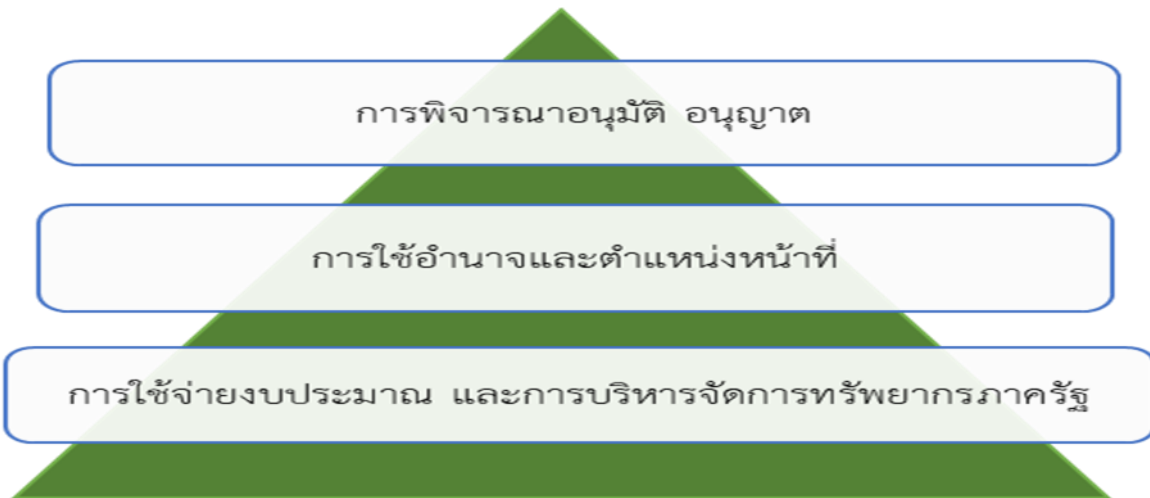 การพิจารณาอนุมัติ อนุญาต
การใช้อำนาจและตำแหน่งหน้าที่
การใช้จ่ายงบประมาณ และการบริหารจัดการทรัพยากรภาครัฐ